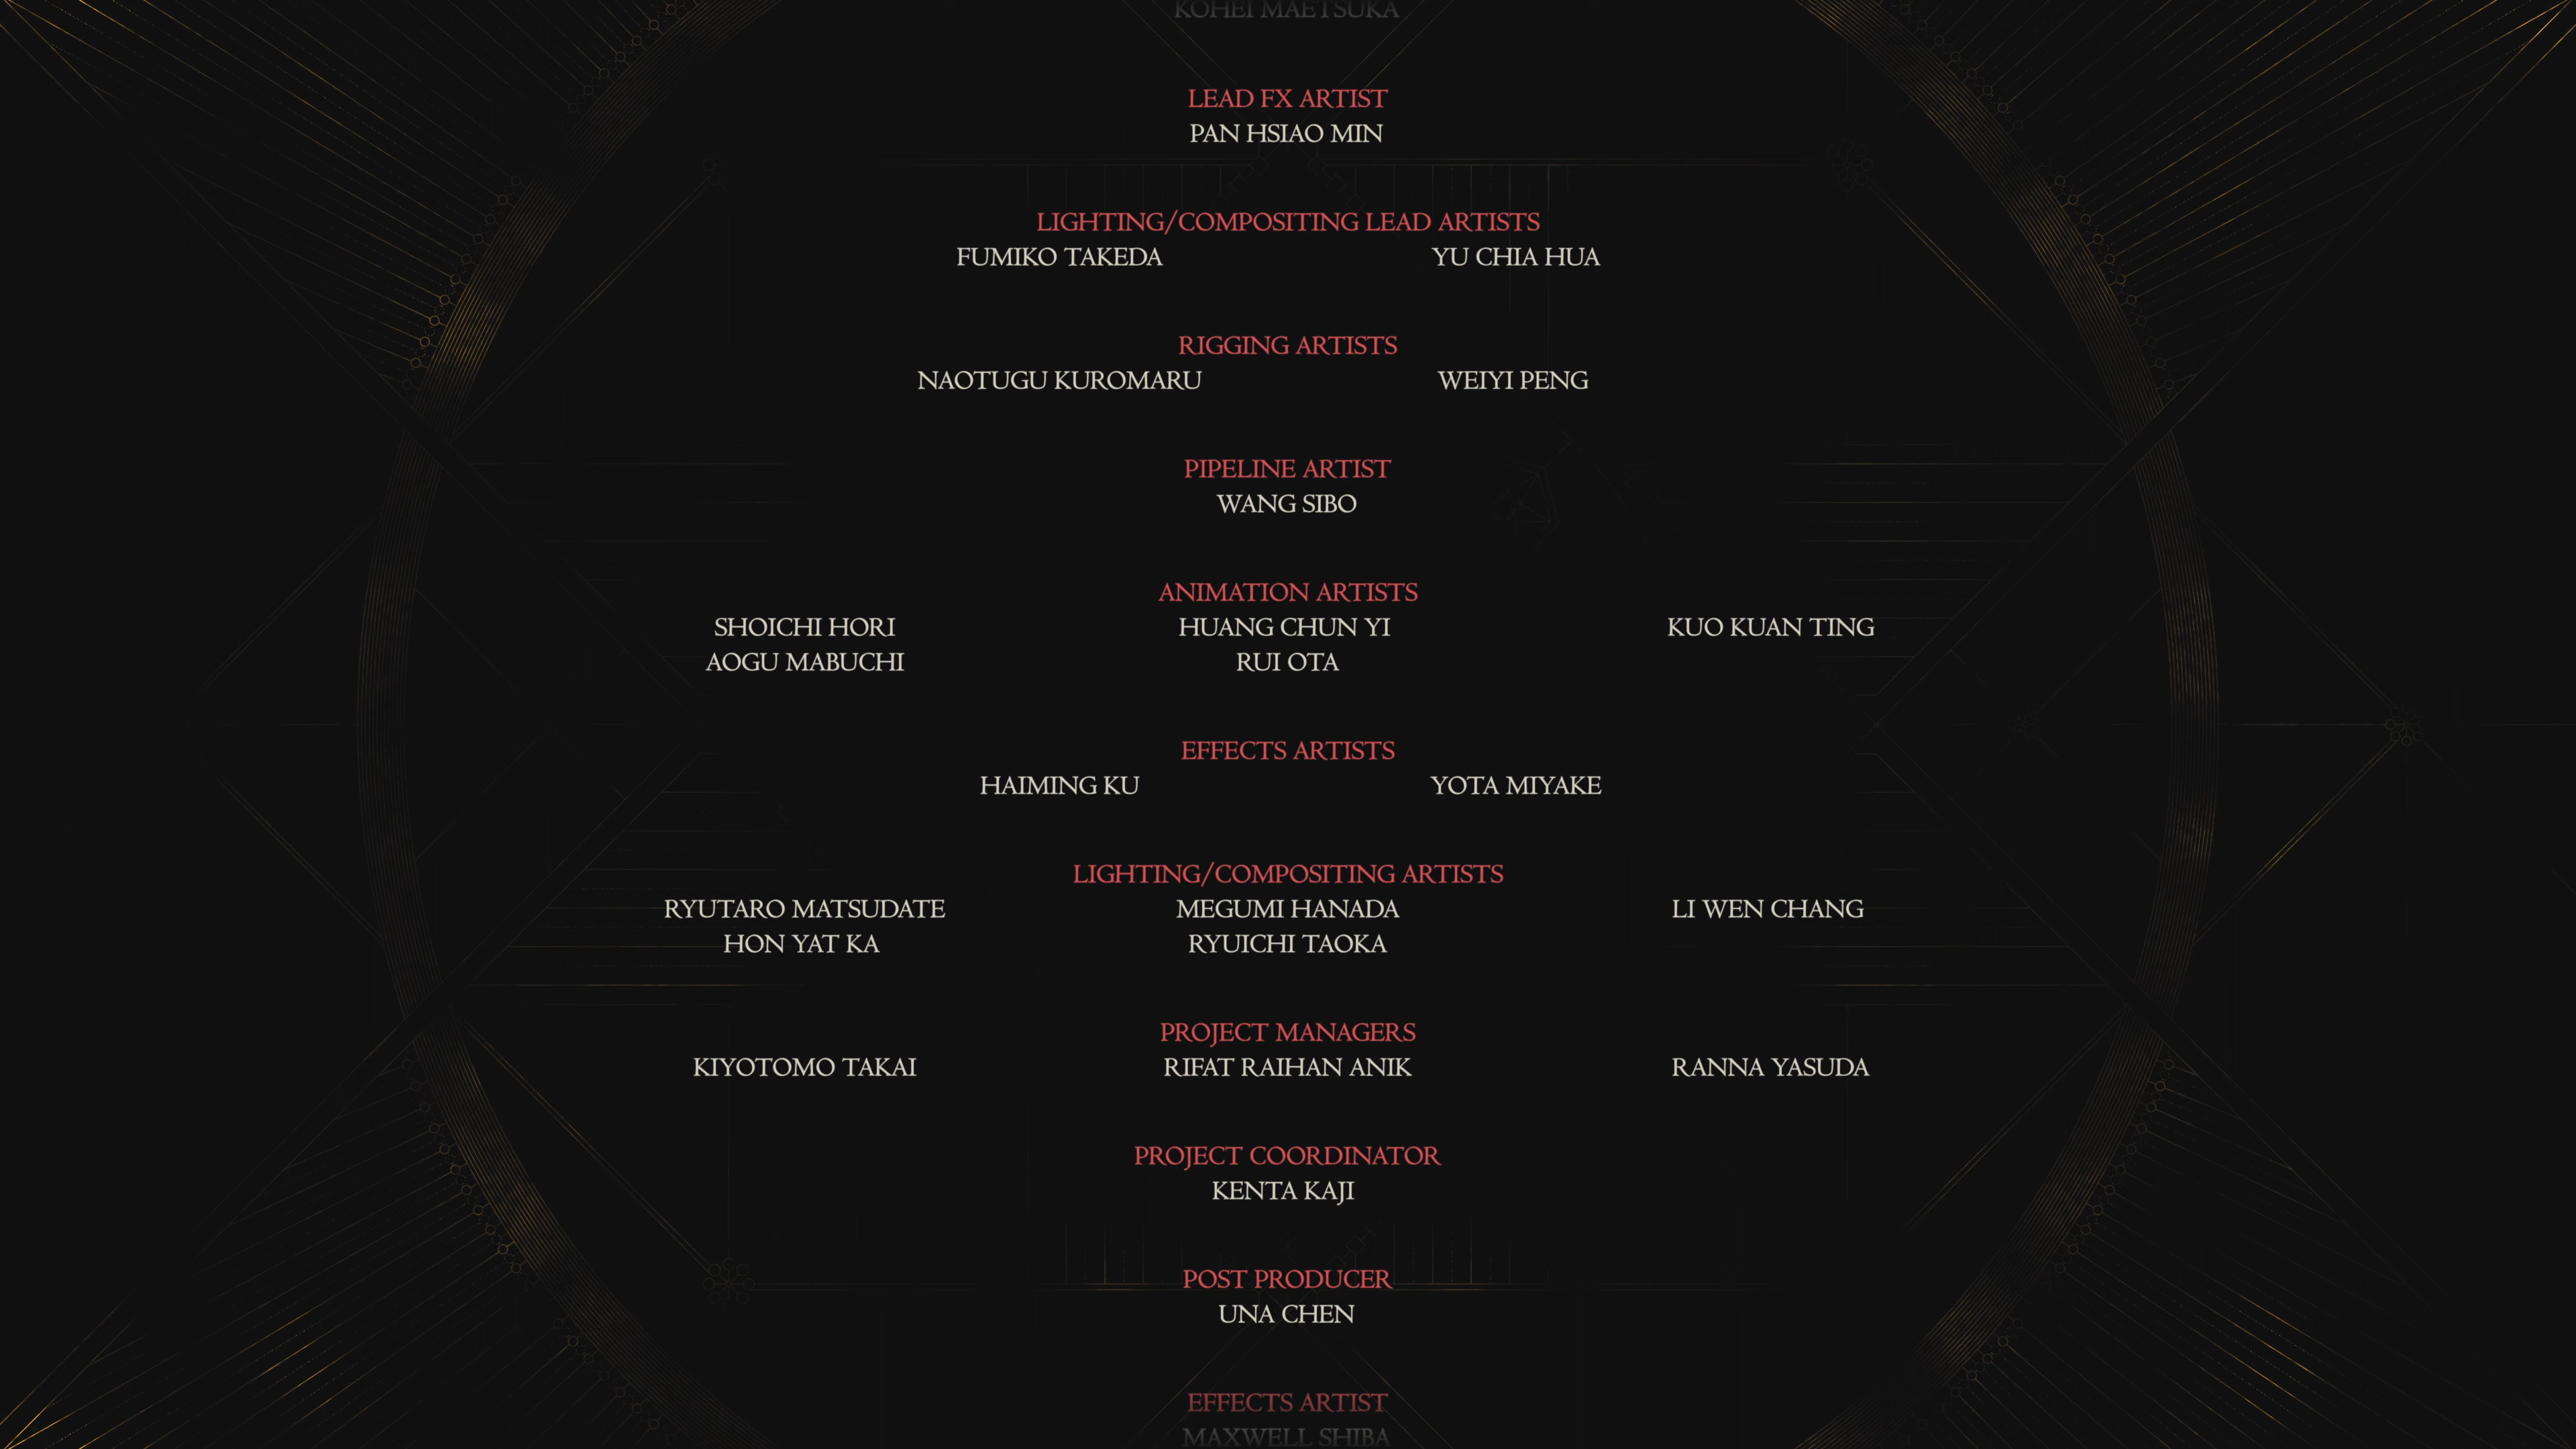 KOHEI MAETSUKA
LEAD FX ARTIST
PAN HSIAO MIN
LIGHTING/COMPOSITING LEAD ARTISTS
FUMIKO TAKEDA YU CHIA HUA
RIGGING ARTISTS
NAOTUGU KUROMARU WEIYI PENG
PIPELINE ARTIST
WANG SIBO
ANIMATION ARTISTS
SHOICHI HORI HUANG CHUN YI KUO KUAN TING
AOGU MABUCHI RUI OTA
EFFECTS ARTISTS
HAIMING KU YOTA MIYAKE
LIGHTING/COMPOSITING ARTISTS
RYUTARO MATSUDATE MEGUMI HANADA LI WEN CHANG
HON YAT KA RYUICHI TAOKA
PROJECT MANAGERS
KIYOTOMO TAKAI RIFAT RAIHAN ANIK RANNA YASUDA
PROJECT COORDINATOR
KENTA KAJI
POST PRODUCER
UNA CHEN
EFFECTS ARTIST
MAXWELL SHIBA